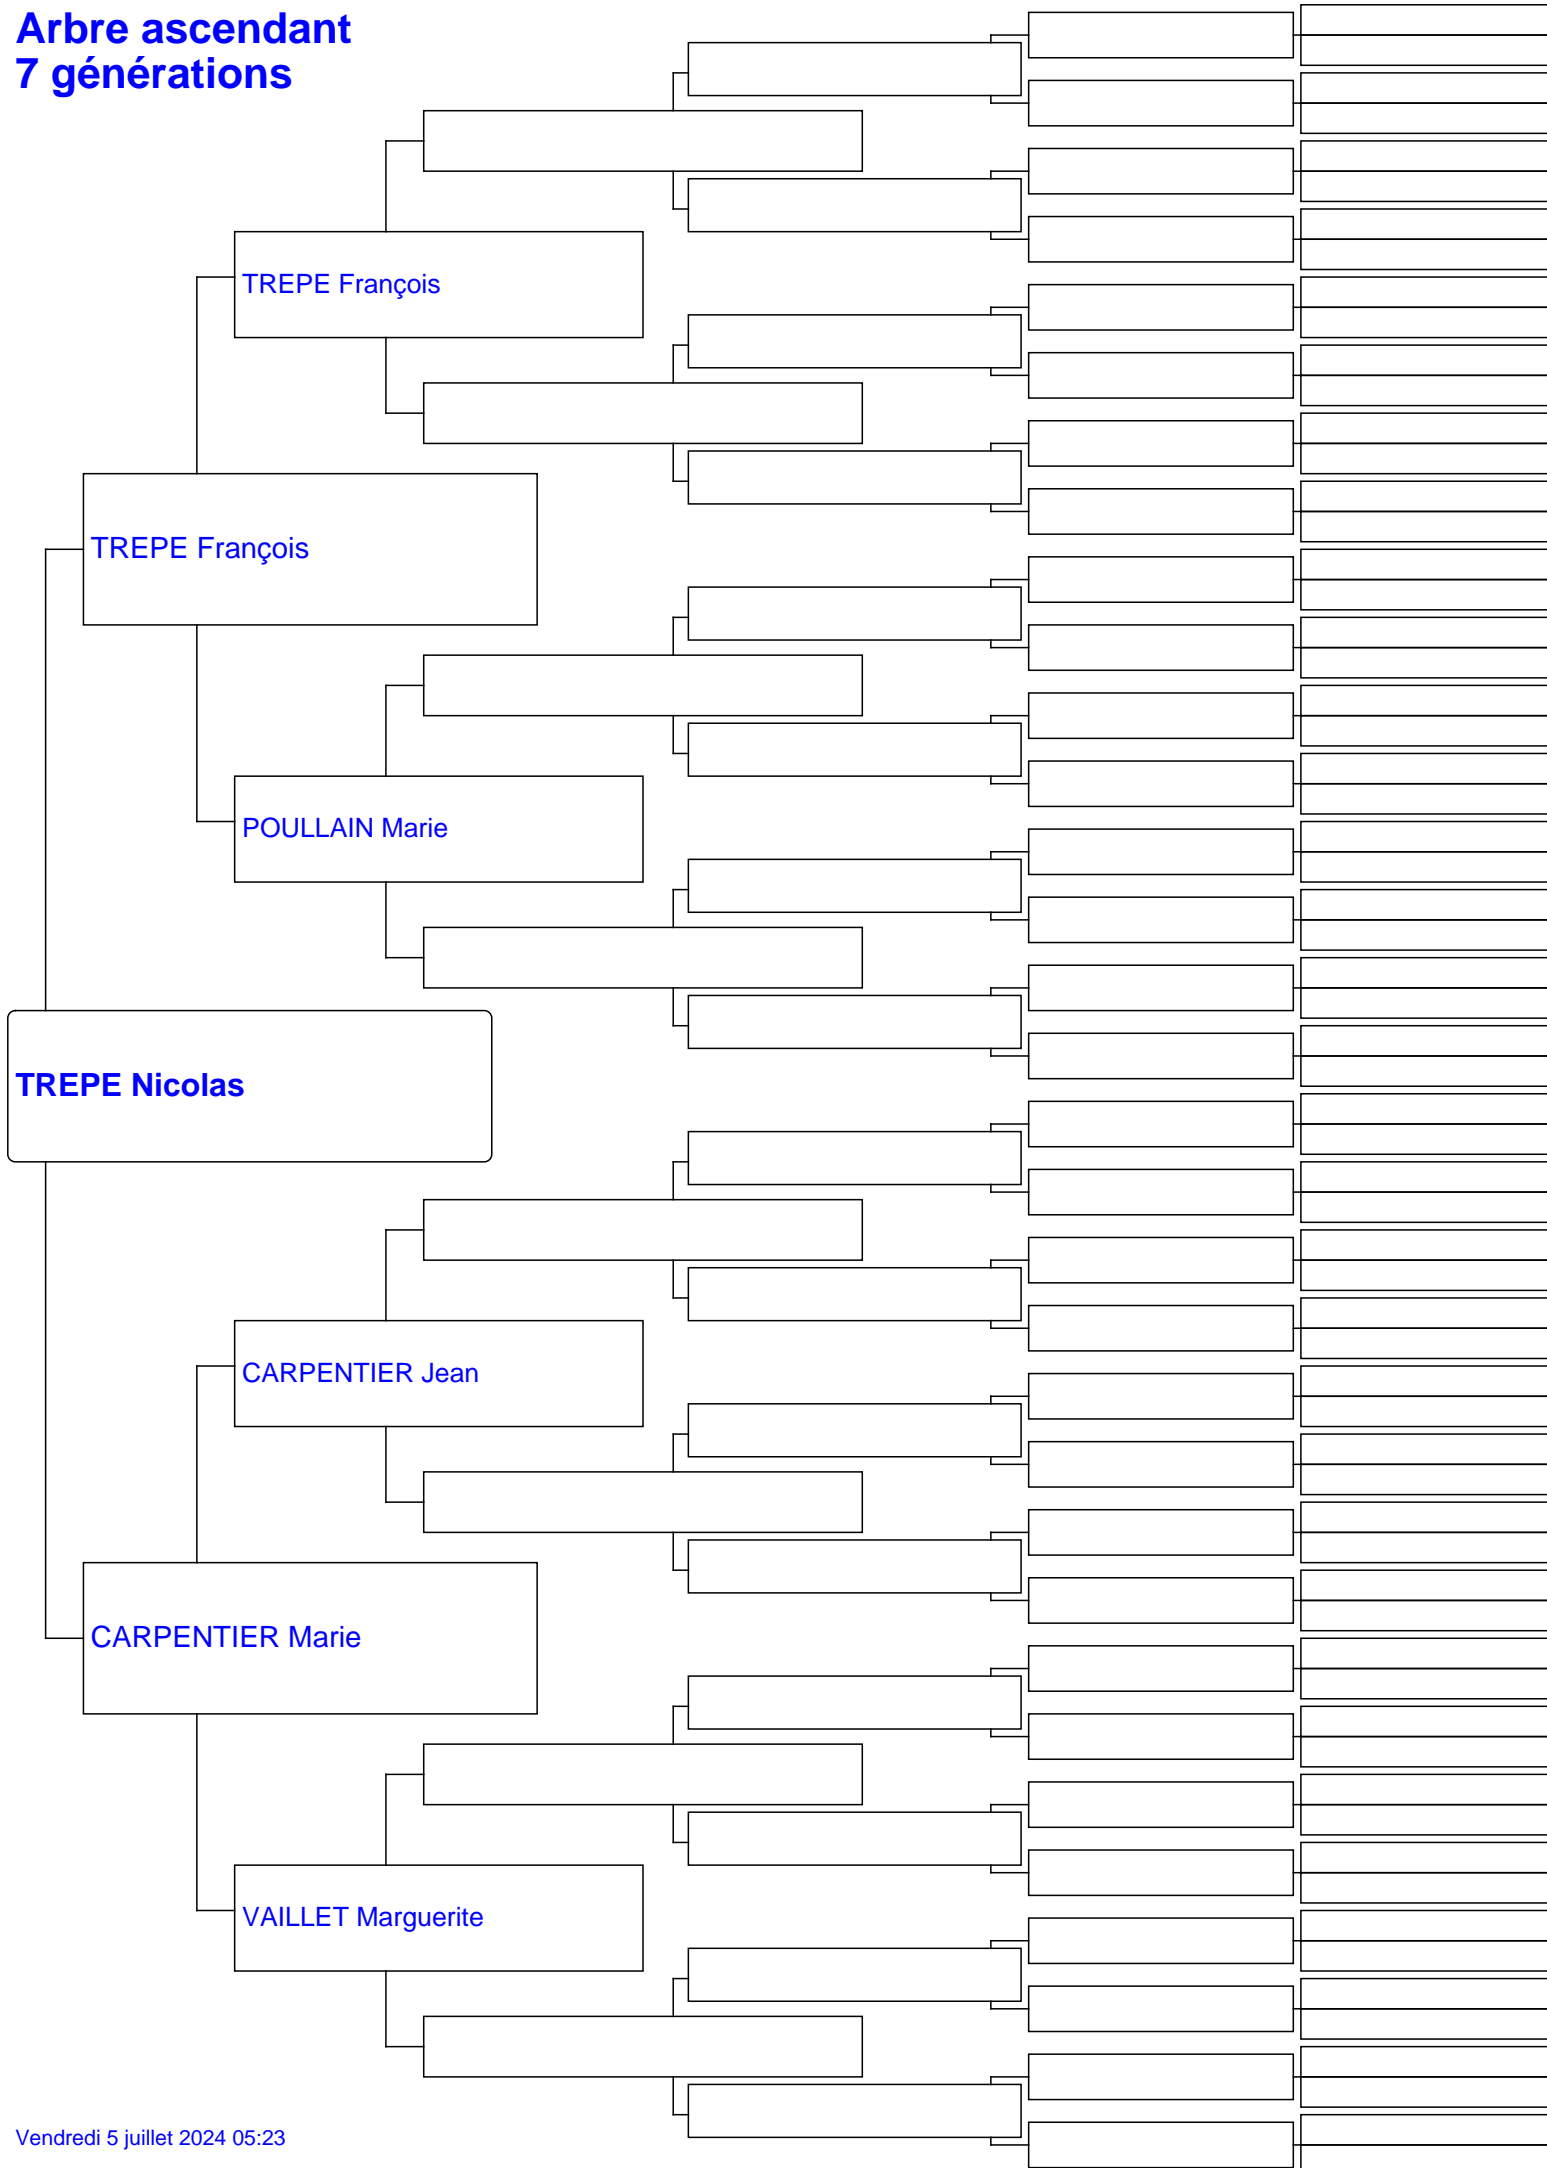 Arbre ascendant
7 générations
TREPE François
TREPE François
POULLAIN Marie
TREPE Nicolas
CARPENTIER Jean
CARPENTIER Marie
VAILLET Marguerite
Vendredi 5 juillet 2024 05:23